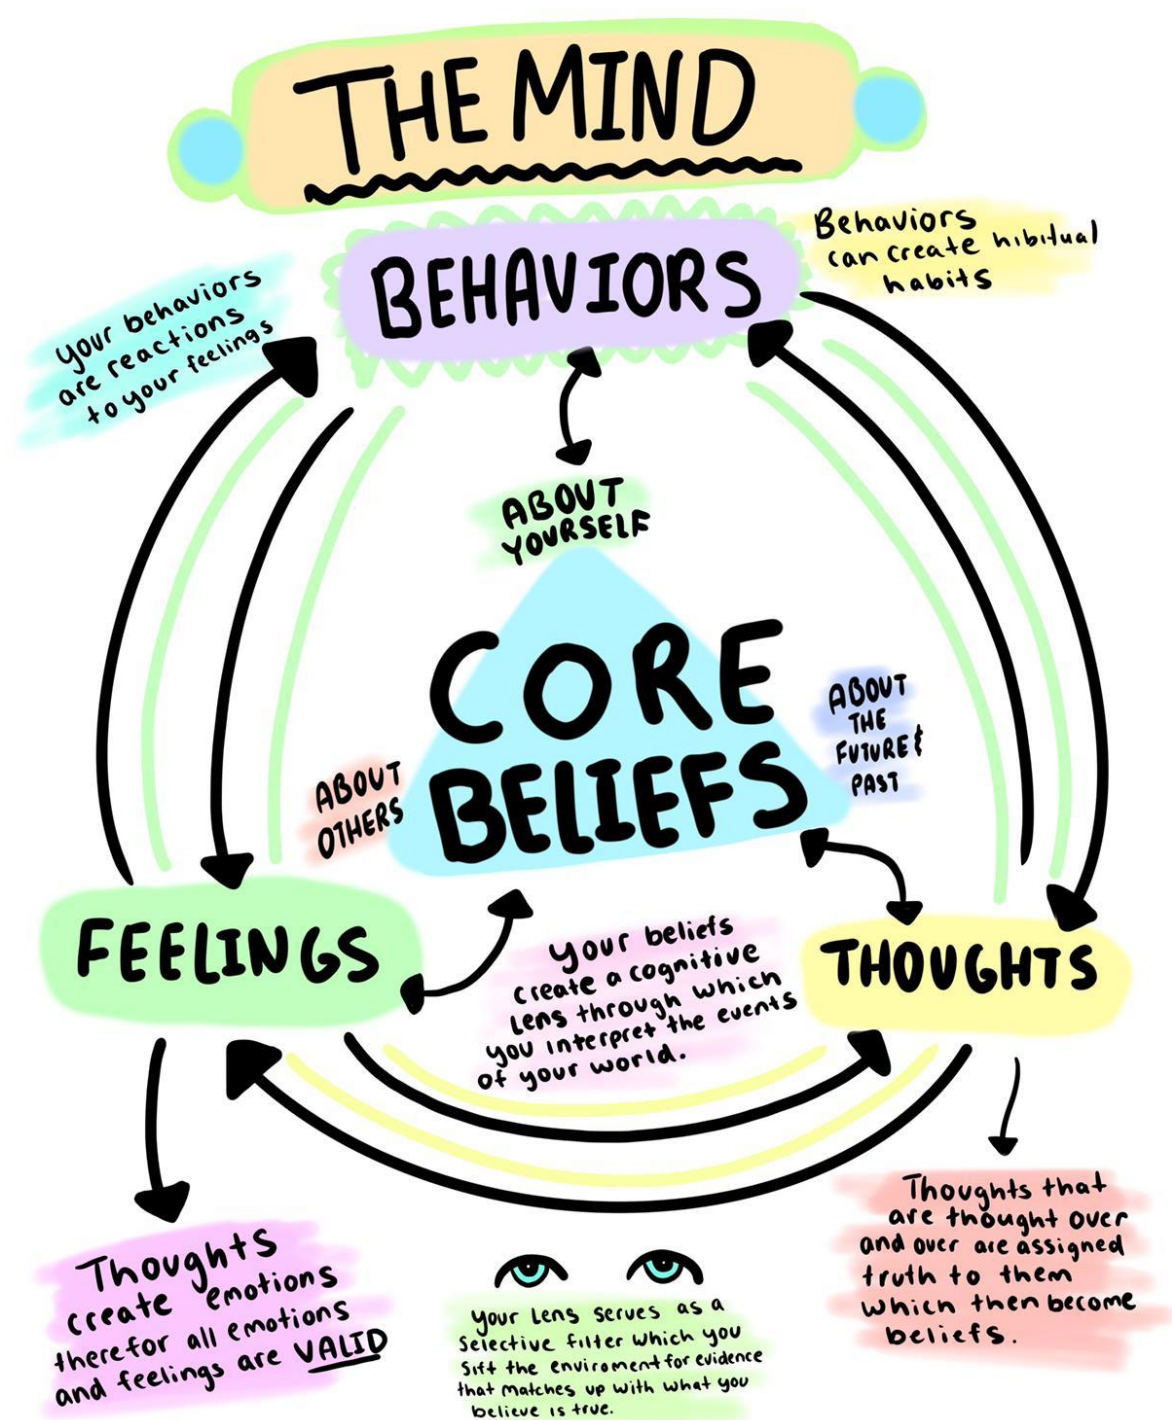 THE MIND
BEHAVIORS
Behaviors
can create hibitual
habits
your behaviors
are reactions
to your feelings
ABOUT
YOURSELF
CORE
BELIEFS
ABOUT
THE
FUTURE &
PAST
ABOUT
OTHERS
FEELINGS
THOUGHTS
your beliefs
create a cognitive
Lens through which
you interpret the events
of your world.
Thoughts
create emotions
therefor all emotions
and feelings are VALID
your Lens serves as a
Selective filter which you
Sift the enviroment for evidence
that matches up with what you
believe is true.
Thoughts that
are thought over
and over are assigned
truth to them
which then become
beliefs.